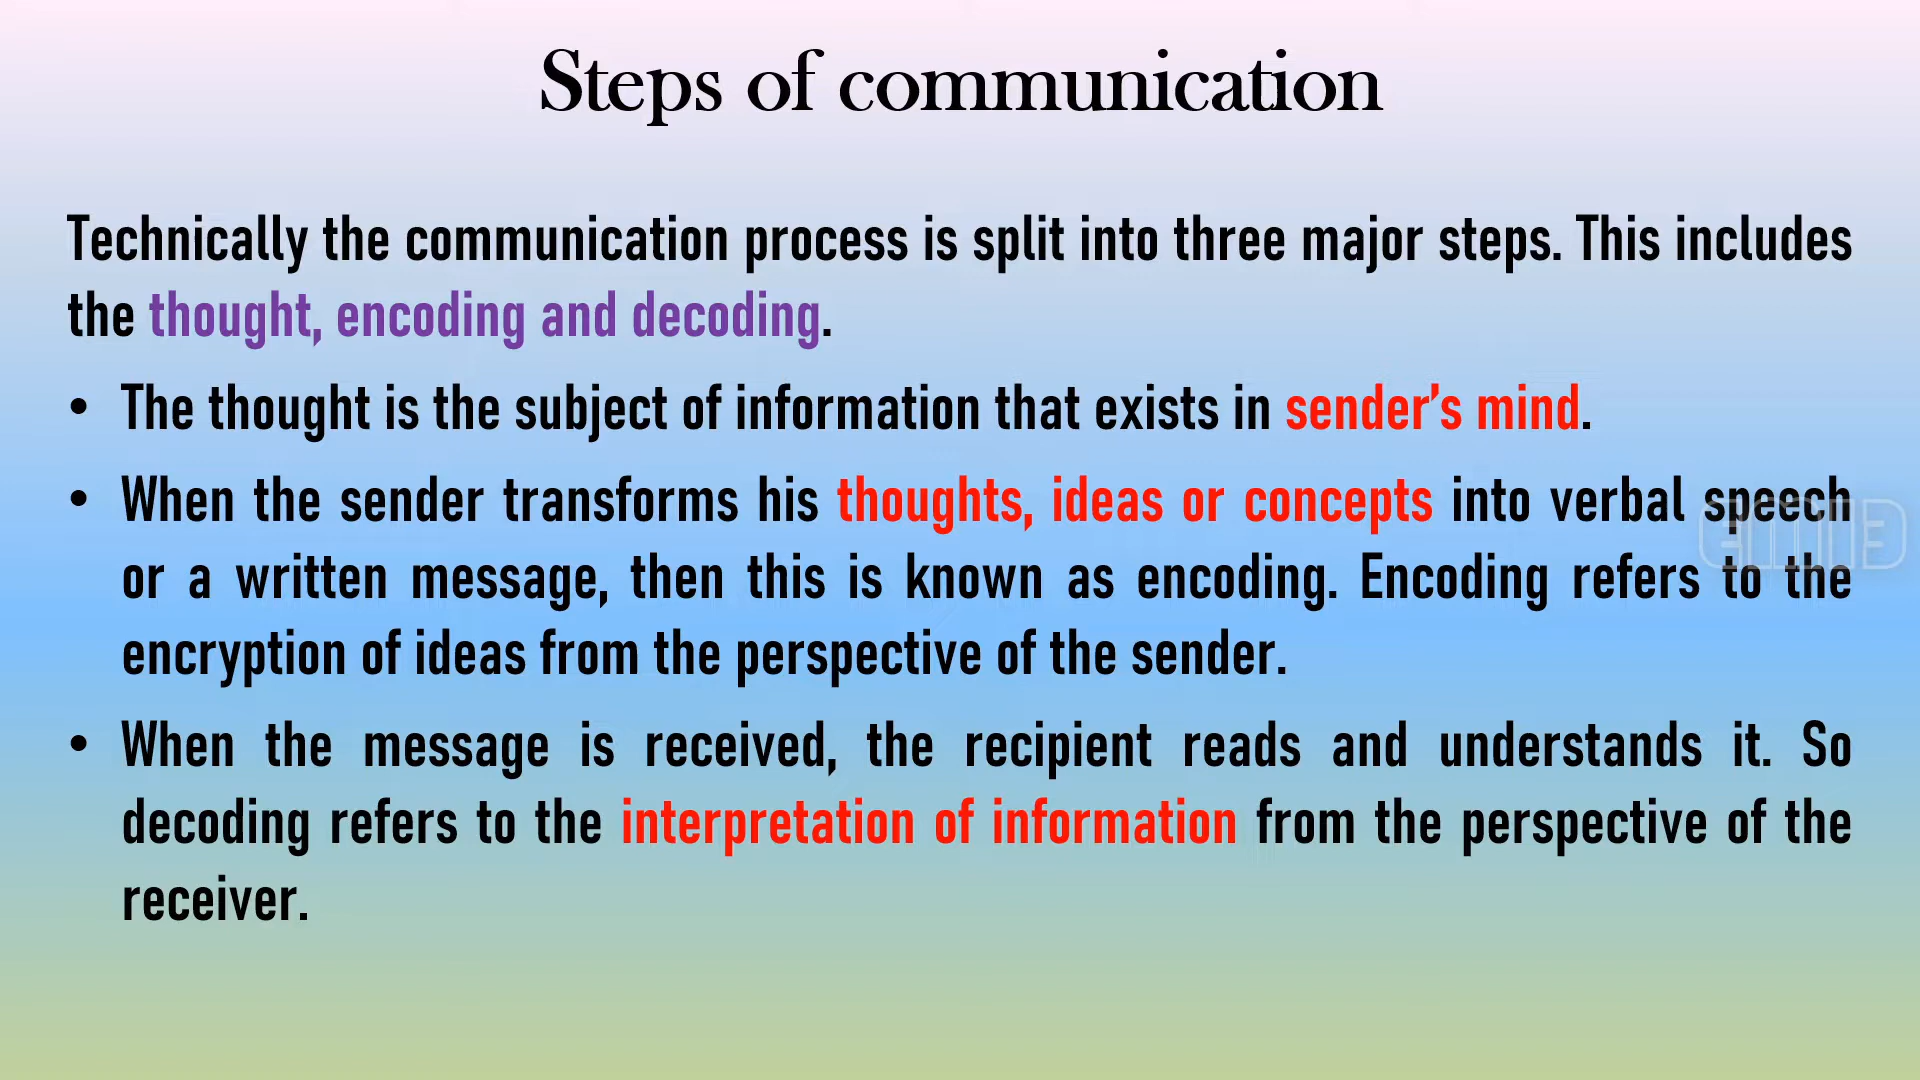 Steps of communication
Technically the communication process is split into three major steps. This includes
the thought, encoding and decoding.
• The thought is the subject of information that exists in sender's mind.
• When the sender transforms his thoughts, ideas or concepts into verbal speech
or a written message, then this is known as encoding. Encoding refers to the
encryption of ideas from the perspective of the sender.
• When the message is received, the recipient reads and understands it. So
decoding refers to the interpretation of information from the perspective of the
receiver.